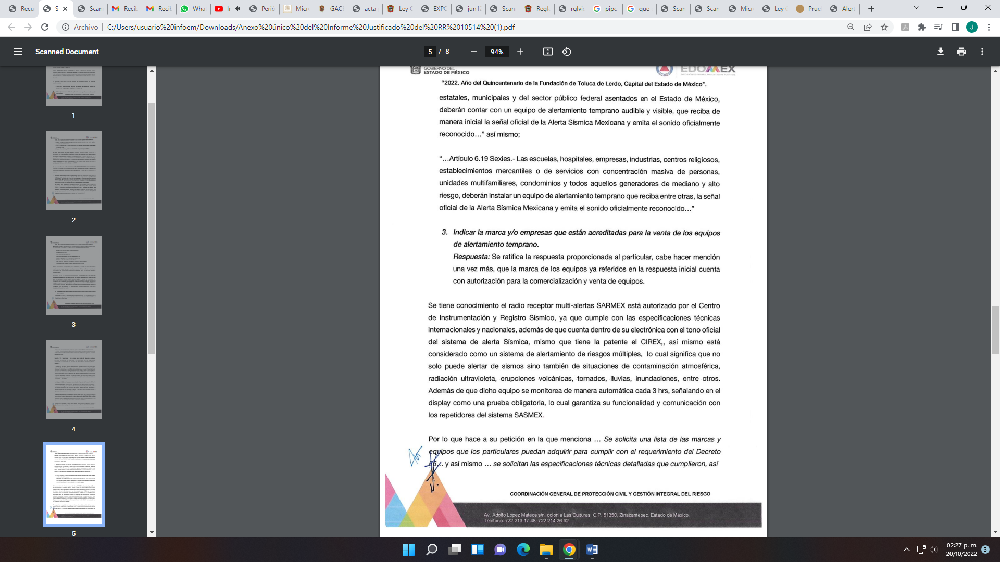 Recu
S
Scan
Recib
Recib
What
In
Perió
Micro
GACE
acta
Ley O
EXPO
jun12
Scan
Regla
rglvig
pipc
que
Scan
Scan
Micro
Ley O
Prue
Alert
Archivo
C:/Users/usuario%20infoem/Downloads/Anexo%20único%20del%20Informe%20Justificado%20del%20RR%2010514%20(1).pdf
J
Scanned Document
5 / 8
94%
1
2
3
4
5
GOBIERNO DEL
ESTADO DE MÉXICO
EDOMEX
“2022. Año del Quincentenario de la Fundación de Toluca de Lerdo, Capital del Estado de México”.
estatales, municipales y del sector público federal asentados en el Estado de México,
deberán contar con un equipo de alertamiento temprano audible y visible, que reciba de
manera inicial la señal oficial de la Alerta Sísmica Mexicana y emita el sonido oficialmente
reconocido…” así mismo;
“…Artículo 6.19 Sexies.- Las escuelas, hospitales, empresas, industrias, centros religiosos,
establecimientos mercantiles o de servicios con concentración masiva de personas,
unidades multifamiliares, condominios y todos aquellos generadores de mediano y alto
riesgo, deberán instalar un equipo de alertamiento temprano que reciba entre otras, la señal
oficial de la Alerta Sísmica Mexicana y emita el sonido oficialmente reconocido…”
3. Indicar la marca y/o empresas que están acreditadas para la venta de los equipos
de alertamiento temprano.
Respuesta: Se ratifica la respuesta proporcionada al particular, cabe hacer mención
una vez más, que la marca de los equipos ya referidos en la respuesta inicial cuenta
con autorización para la comercialización y venta de equipos.
Se tiene conocimiento el radio receptor multi-alertas SARMEX está autorizado por el Centro
de Instrumentación y Registro Sísmico, ya que cumple con las especificaciones técnicas
internacionales y nacionales, además de que cuenta dentro de su electrónica con el tono oficial
del sistema de alerta Sísmica, mismo que tiene la patente el CIREX,, así mismo está
considerado como un sistema de alertamiento de riesgos múltiples, lo cual significa que no
solo puede alertar de sismos sino también de situaciones de contaminación atmosférica,
radiación ultravioleta, erupciones volcánicas, tornados, lluvias, inundaciones, entre otros.
Además de que dicho equipo se monitorea de manera automática cada 3 hrs, señalando en el
display como una prueba obligatoria, lo cual garantiza su funcionalidad y comunicación con
los repetidores del sistema SASMEX.
Por lo que hace a su petición en la que menciona … Se solicita una lista de las marcas y
equipos que los particulares puedan adquirir para cumplir con el requerimiento del Decreto
56… y así mismo … se solicitan las especificaciones técnicas detalladas que cumplieron, así
COORDINACIÓN GENERAL DE PROTECCIÓN CIVIL Y GESTIÓN INTEGRAL DEL RIESGO
Av. Adolfo López Mateos s/n, colonia Las Culturas, C.P. 51350, Zinacantepec, Estado de México.
Teléfono: 722 213 17 48, 722 214 26 92
02:27 p. m.
20/10/2022
3